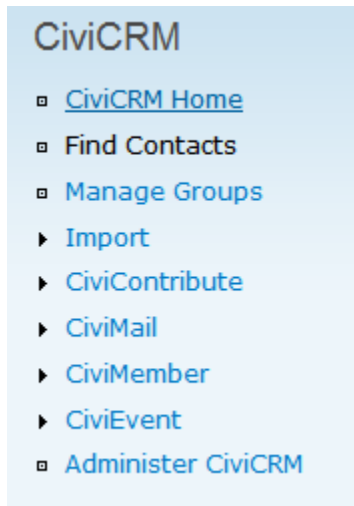 CiviCRM
CiviCRM Home
Find Contacts
Manage Groups
Import
CiviContribute
CiviMail
CiviMember
CiviEvent
Administer CiviCRM